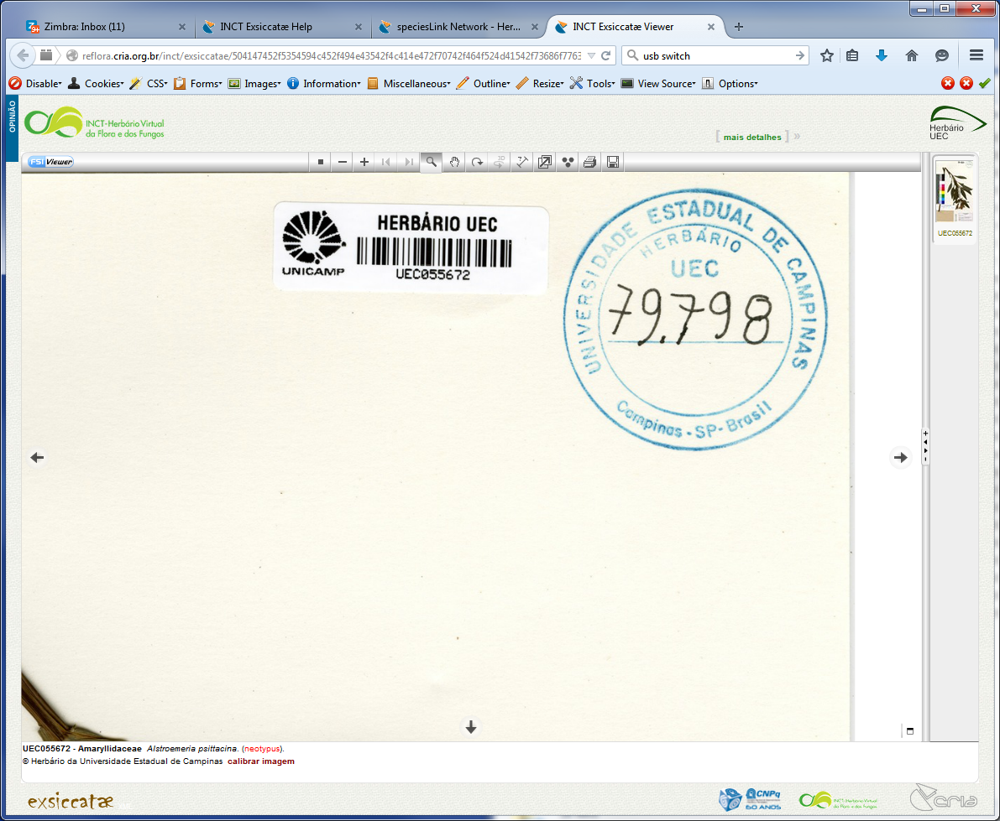 Zimbra: Inbox (11)
INCT Exsiccatæ Help
speciesLink Network - Her...
INCT Exsiccatæ Viewer
reflora.cria.org.br/inct/exsiccatae/504147452f5354594c452f494e43542f4c414e472f70742f464f524d41542f73686f7763
usb switch
Disable
Cookies
CSS
Forms
Images
Information
Miscellaneous
Outline
Resize
Tools
View Source
Options
OPINIÃO
INCT-Herbário Virtual
da Flora e dos Fungos
[ mais detalhes ] »
Herbário
UEC
FSI Viewer
3D
HERBÁRIO UEC
UNICAMP
UEC055672
UNIVERSIDADE ESTADUAL DE CAMPINAS
HERBÁRIO
UEC
79.798
Campinas - SP - Brasil
UEC055672
UEC055672 - Amaryllidaceae Alstroemeria psittacina. (neotypus).
© Herbário da Universidade Estadual de Campinas calibrar imagem
exsiccatæ
CNPq
60 ANOS
INCT-Herbário Virtual
da Flora e dos Fungos
cria